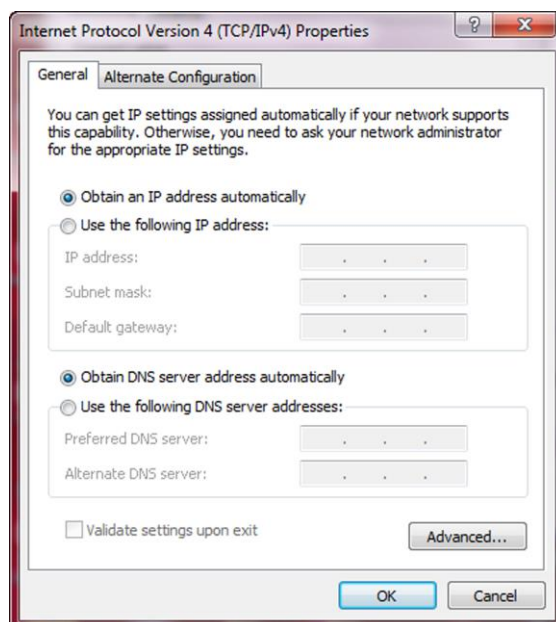 Internet Protocol Version 4 (TCP/IPv4) Properties
General
Alternate Configuration
You can get IP settings assigned automatically if your network supports
this capability. Otherwise, you need to ask your network administrator
for the appropriate IP settings.
Obtain an IP address automatically
Use the following IP address:
IP address:
Subnet mask:
Default gateway:
Obtain DNS server address automatically
Use the following DNS server addresses:
Preferred DNS server:
Alternate DNS server:
Validate settings upon exit
Advanced...
OK
Cancel